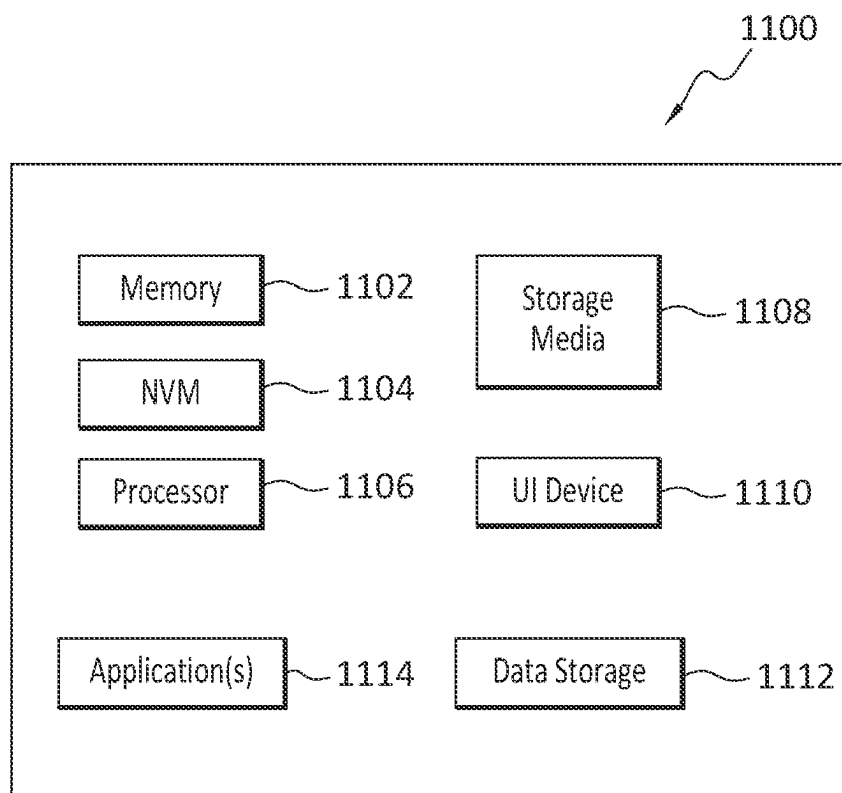 1100
Memory
1102
Storage
Media
1108
NVM
1104
Processor
1106
UI Device
1110
Application(s)
1114
Data Storage
1112